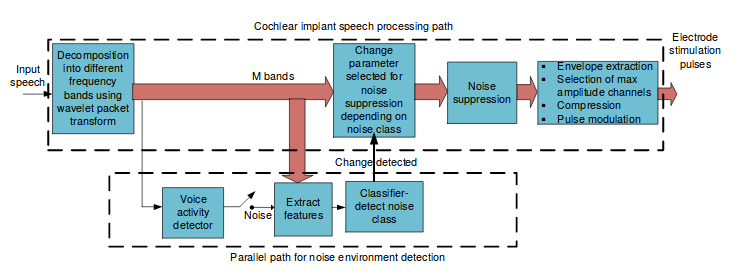 Cochlear implant speech processing path
Electrode
stimulation
pulses
Input
speech
Decomposition
into different
frequency
bands using
wavelet packet
transform
M bands
Change
parameter
selected for
noise
suppression
depending on
noise class
Noise
suppression
▪ Envelope extraction
▪ Selection of max
amplitude channels
▪ Compression
▪ Pulse modulation
Change detected
Voice
activity
detector
Noise
Extract
features
Classifier-
detect noise
class
Parallel path for noise environment detection